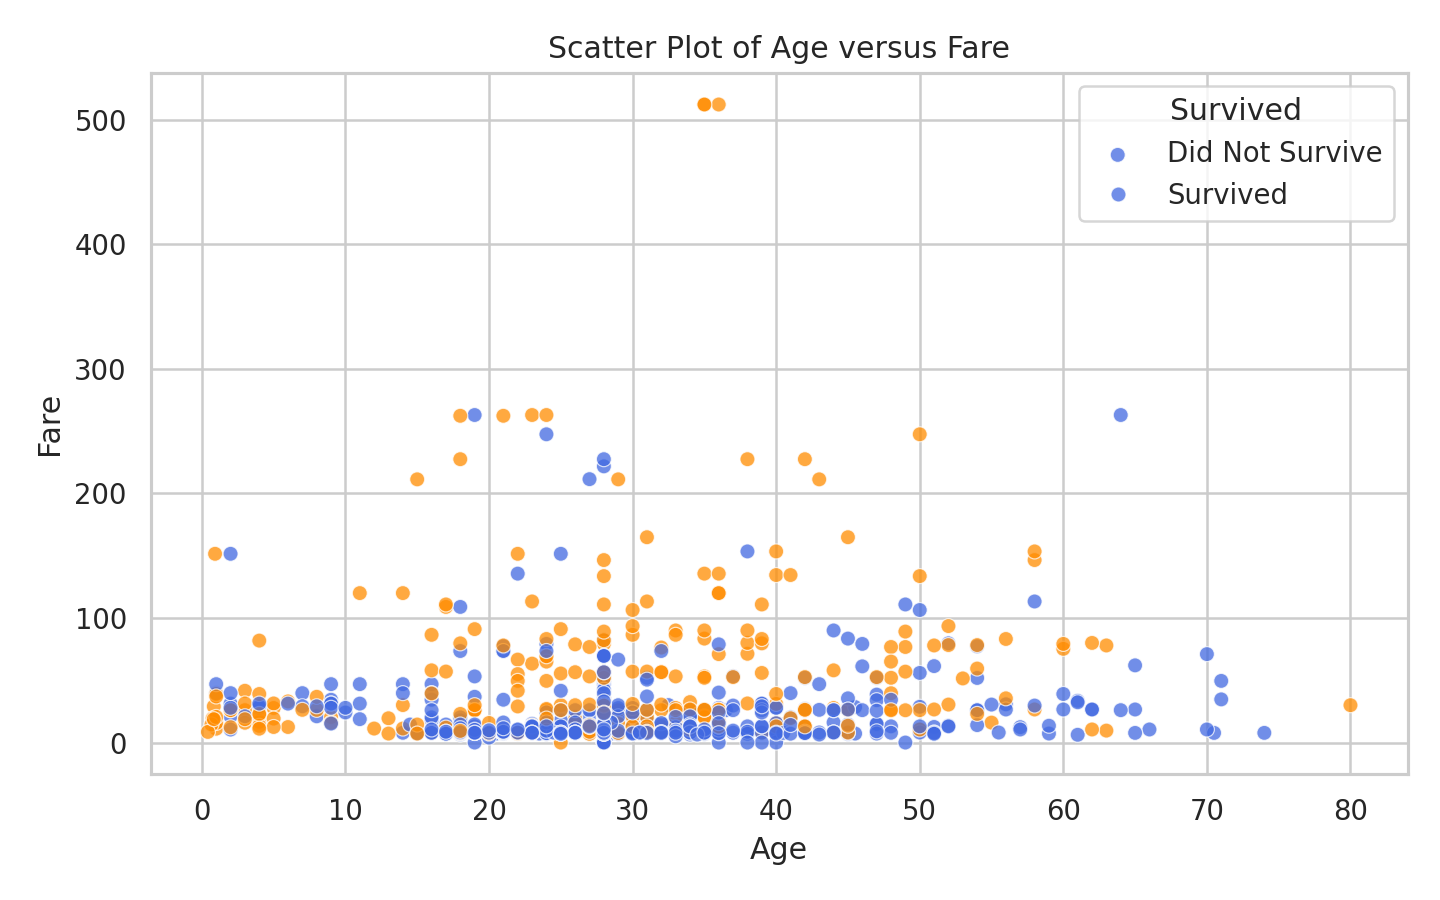 Scatter Plot of Age versus Fare
Survived
Did Not Survive
Survived
500
400
300
200
100
0
Fare
0 10 20 30 40 50 60 70 80
Age